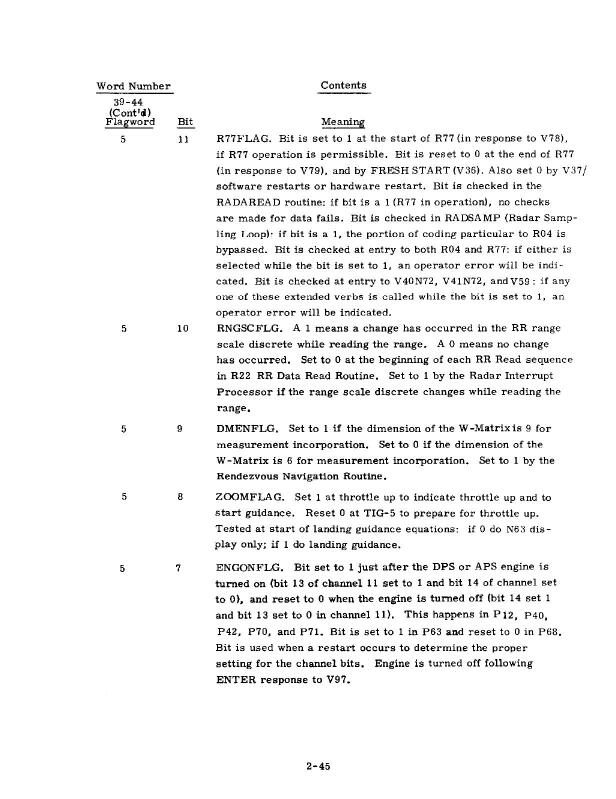 Word Number Contents
39-44
(Cont'd)
Flagword Bit Meaning
5 11 R77FLAG. Bit is set to 1 at the start of R77 (in response to V78),
if R77 operation is permissible. Bit is reset to 0 at the end of R77
(in response to V79), and by FRESH START (V36). Also set 0 by V37/
software restarts or hardware restart. Bit is checked in the
RADAREAD routine: if bit is a 1 (R77 in operation), no checks
are made for data fails. Bit is checked in RADSAMP (Radar Samp-
ling Loop): if bit is a 1, the portion of coding particular to R04 is
bypassed. Bit is checked at entry to both R04 and R77: if either is
selected while the bit is set to 1, an operator error will be indi-
cated. Bit is checked at entry to V40N72, V41N72, and V59: if any
one of these extended verbs is called while the bit is set to 1, an
operator error will be indicated.
5 10 RNGSCFLG. A 1 means a change has occurred in the RR range
scale discrete while reading the range. A 0 means no change
has occurred. Set to 0 at the beginning of each RR Read sequence
in R22 RR Data Read Routine. Set to 1 by the Radar Interrupt
Processor if the range scale discrete changes while reading the
range.
5 9 DMENFLG. Set to 1 if the dimension of the W-Matrix is 9 for
measurement incorporation. Set to 0 if the dimension of the
W-Matrix is 6 for measurement incorporation. Set to 1 by the
Rendezvous Navigation Routine.
5 8 ZOOMFLAG. Set 1 at throttle up to indicate throttle up and to
start guidance. Reset 0 at TIG-5 to prepare for throttle up.
Tested at start of landing guidance equations: if 0 do N63 dis-
play only; if 1 do landing guidance.
5 7 ENGONFLG. Bit set to 1 just after the DPS or APS engine is
turned on (bit 13 of channel 11 set to 1 and bit 14 of channel set
to 0), and reset to 0 when the engine is turned off (bit 14 set 1
and bit 13 set to 0 in channel 11). This happens in P12, P40,
P42, P70, and P71. Bit is set to 1 in P63 and reset to 0 in P68.
Bit is used when a restart occurs to determine the proper
setting for the channel bits. Engine is turned off following
ENTER response to V97.
2-45